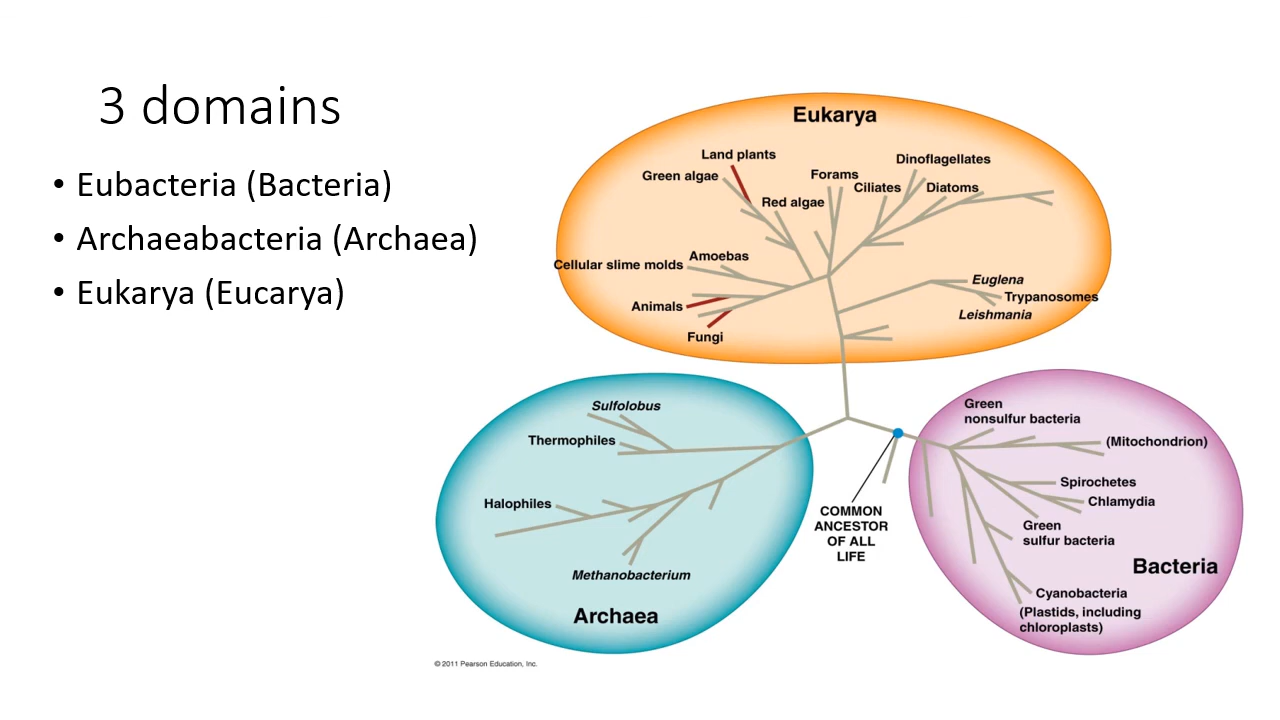 3 domains
• Eubacteria (Bacteria)
• Archaeabacteria (Archaea)
• Eukarya (Eucarya)
Eukarya
Land plants
Green algae
Red algae
Forams
Ciliates
Dinoflagellates
Diatoms
Amoebas
Cellular slime molds
Animals
Fungi
Euglena
Trypanosomes
Leishmania
Sulfolobus
Thermophiles
Halophiles
Methanobacterium
Archaea
COMMON
ANCESTOR
OF ALL
LIFE
Green
nonsulfur bacteria
(Mitochondrion)
Spirochetes
Chlamydia
Green
sulfur bacteria
Bacteria
Cyanobacteria
(Plastids, including
chloroplasts)
© 2011 Pearson Education, Inc.